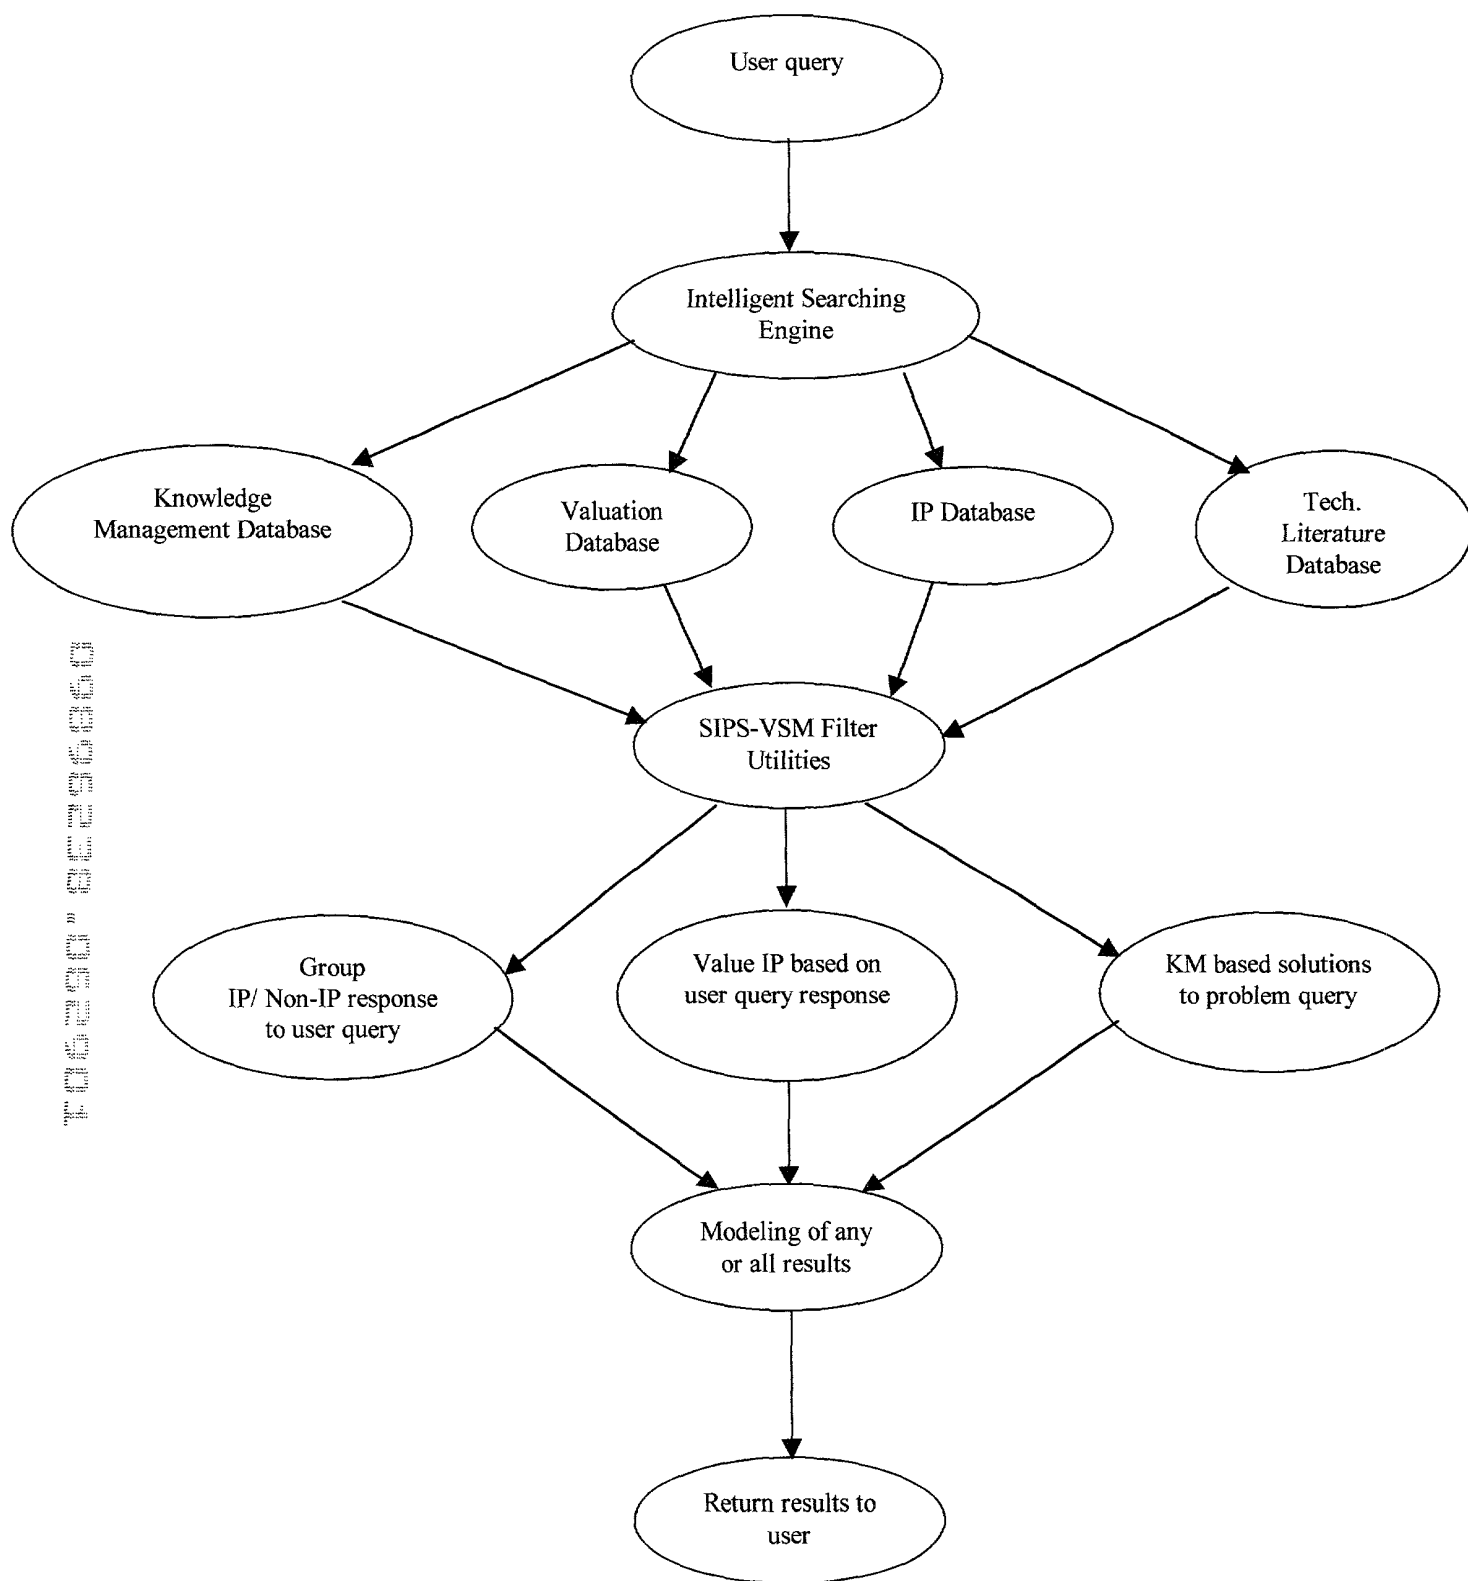 User query
Intelligent Searching
Engine
Knowledge
Management Database
Valuation
Database
IP Database
Tech.
Literature
Database
SIPS-VSM Filter
Utilities
Group
IP/ Non-IP response
to user query
Value IP based on
user query response
KM based solutions
to problem query
Modeling of any
or all results
Return results to
user